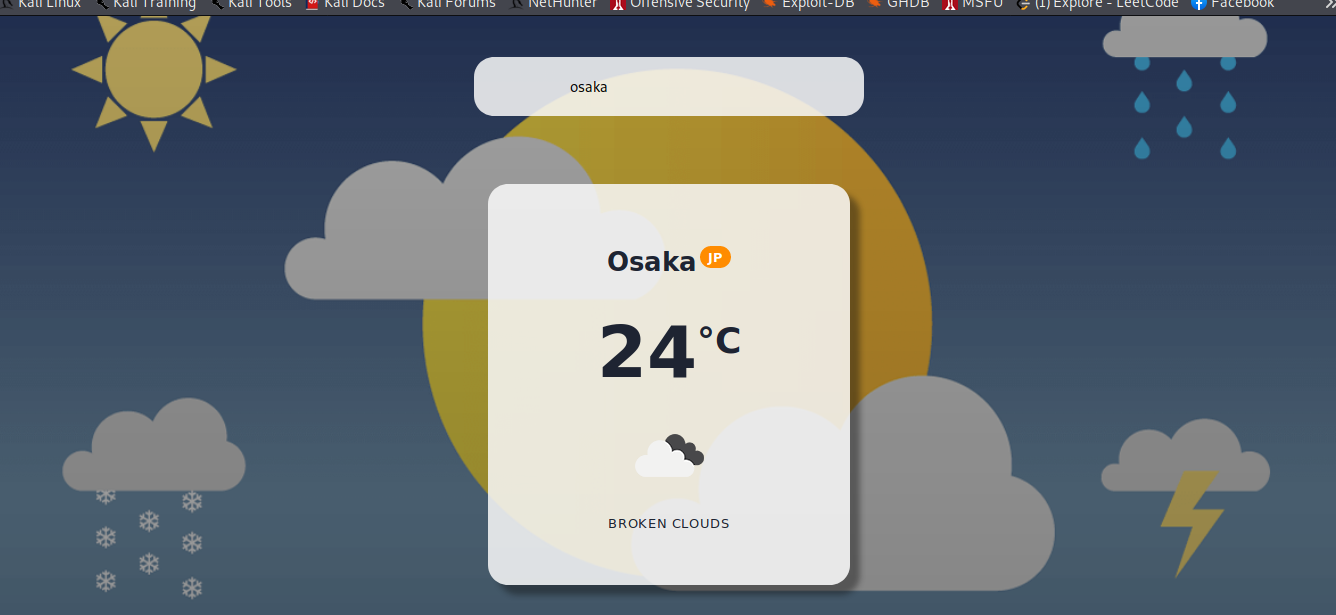 Kali Linux Kali Training Kali Tools Kali Docs Kali Forums NetHunter Offensive Security Exploit-DB GHDB MSFU (1) Explore - LeetCode Facebook
osaka
Osaka JP
24°C
BROKEN CLOUDS